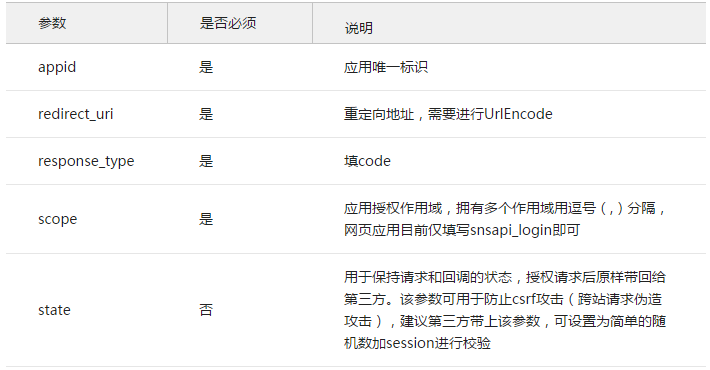 参数 是否必须 说明
appid 是 应用唯一标识
redirect_uri 是 重定向地址，需要进行UrlEncode
response_type 是 填code
scope 是 应用授权作用域，拥有多个作用域用逗号（,）分隔，
网页应用目前仅填写snsapi_login即可
state 否 用于保持请求和回调的状态，授权请求后原样带回给
第三方。该参数可用于防止csrf攻击（跨站请求伪造
攻击），建议第三方带上该参数，可设置为简单的随
机数加session进行校验